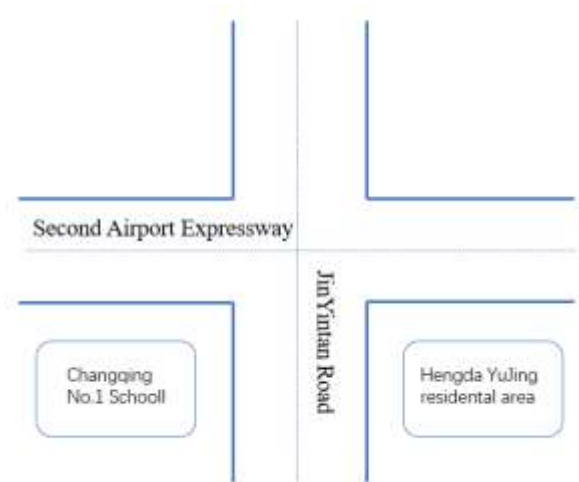 Second Airport Expressway
JinYintan Road
Changqing
No.1 Schooll
Hengda YuJing
residental area